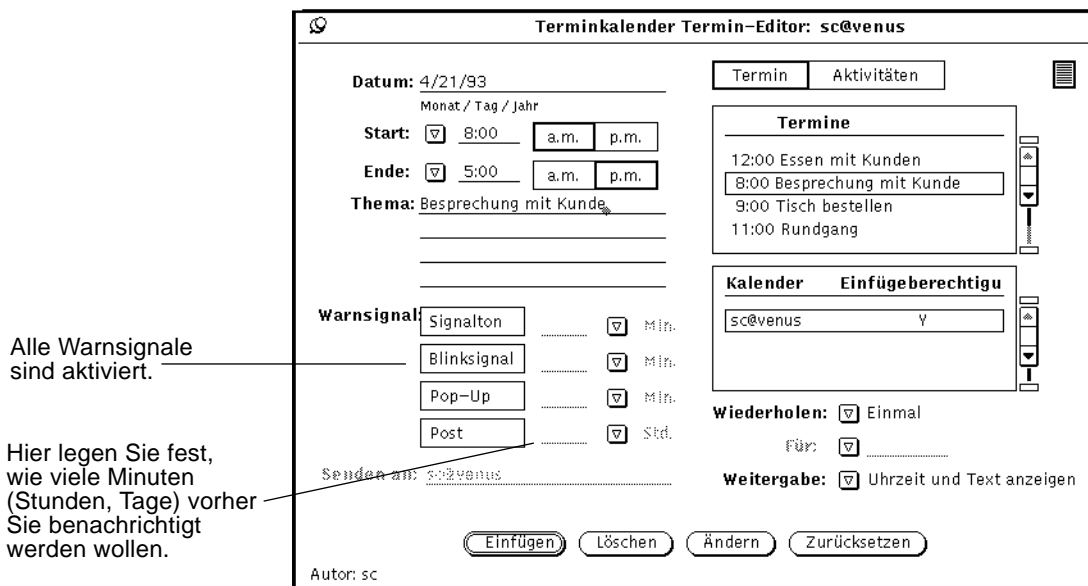 Terminkalender Termin-Editor: sc@venus
Datum: 4/21/93
Monat / Tag / Jahr
Start: 8:00 a.m. p.m.
Ende: 5:00 a.m. p.m.
Thema: Besprechung mit Kunde
Warnsignal:
Signalton Min.
Blinksignal Min.
Pop-Up Min.
Post Std.
Senden an: sc@venus
Termin Aktivitäten
Termine
12:00 Essen mit Kunden
8:00 Besprechung mit Kunde
9:00 Tisch bestellen
11:00 Rundgang
Kalender Einfügeberechtigu
sc@venus Y
Wiederholen: Einmal
Für:
Weitergabe: Uhrzeit und Text anzeigen
Einfügen Löschen Ändern Zurücksetzen
Autor: sc
Alle Warnsignale
sind aktiviert.
Hier legen Sie fest,
wie viele Minuten
(Stunden, Tage) vorher
Sie benachrichtigt
werden wollen.